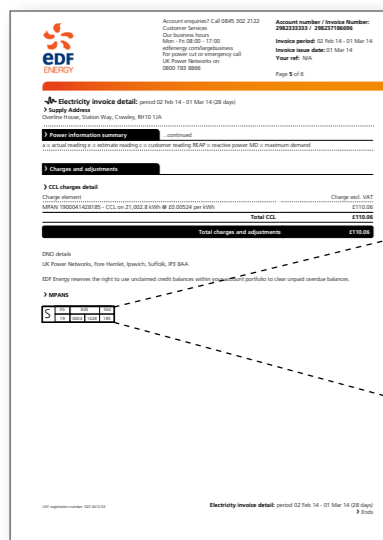 eDF
ENERGY
Account enquiries? Call 0845 302 2122
Customer Services
Our business hours
Mon - Fri 08:00 - 17:00
edfenergy.com/largebusiness
For power cut or emergency call
UK Power Networks on
0800 783 8866
Account number / Invoice Number:
2982333333 / 298237186696
Invoice period: 02 Feb 14 - 01 Mar 14
Invoice issue date: 01 Mar 14
Your ref: N/A
Page 5 of 6
Electricity invoice detail: period 02 Feb 14 - 01 Mar 14 (28 days)
Supply Address
Overline House, Station Way, Crawley, RH10 1JA
Power information summary ...continued
a = actual reading e = estimate reading c = customer reading REAP = reactive power MD = maximum demand
Charges and adjustments
CCL charges detail
Charge element Charge excl. VAT
MPAN 1900041428185 - CCL on 21,002.8 kWh @ £0.00524 per kWh £110.06
Total CCL £110.06
Total charges and adjustments £110.06
DNO details
UK Power Networks, Fore Hamlet, Ipswich, Suffolk, IP3 8AA
EDF Energy reserves the right to use unclaimed credit balances within your account portfolio to clear unpaid overdue balances.
MPANS
S
19
185
VAT registration number
Electricity invoice detail: period 02 Feb 14 - 01 Mar 14 (28 days)
Ends